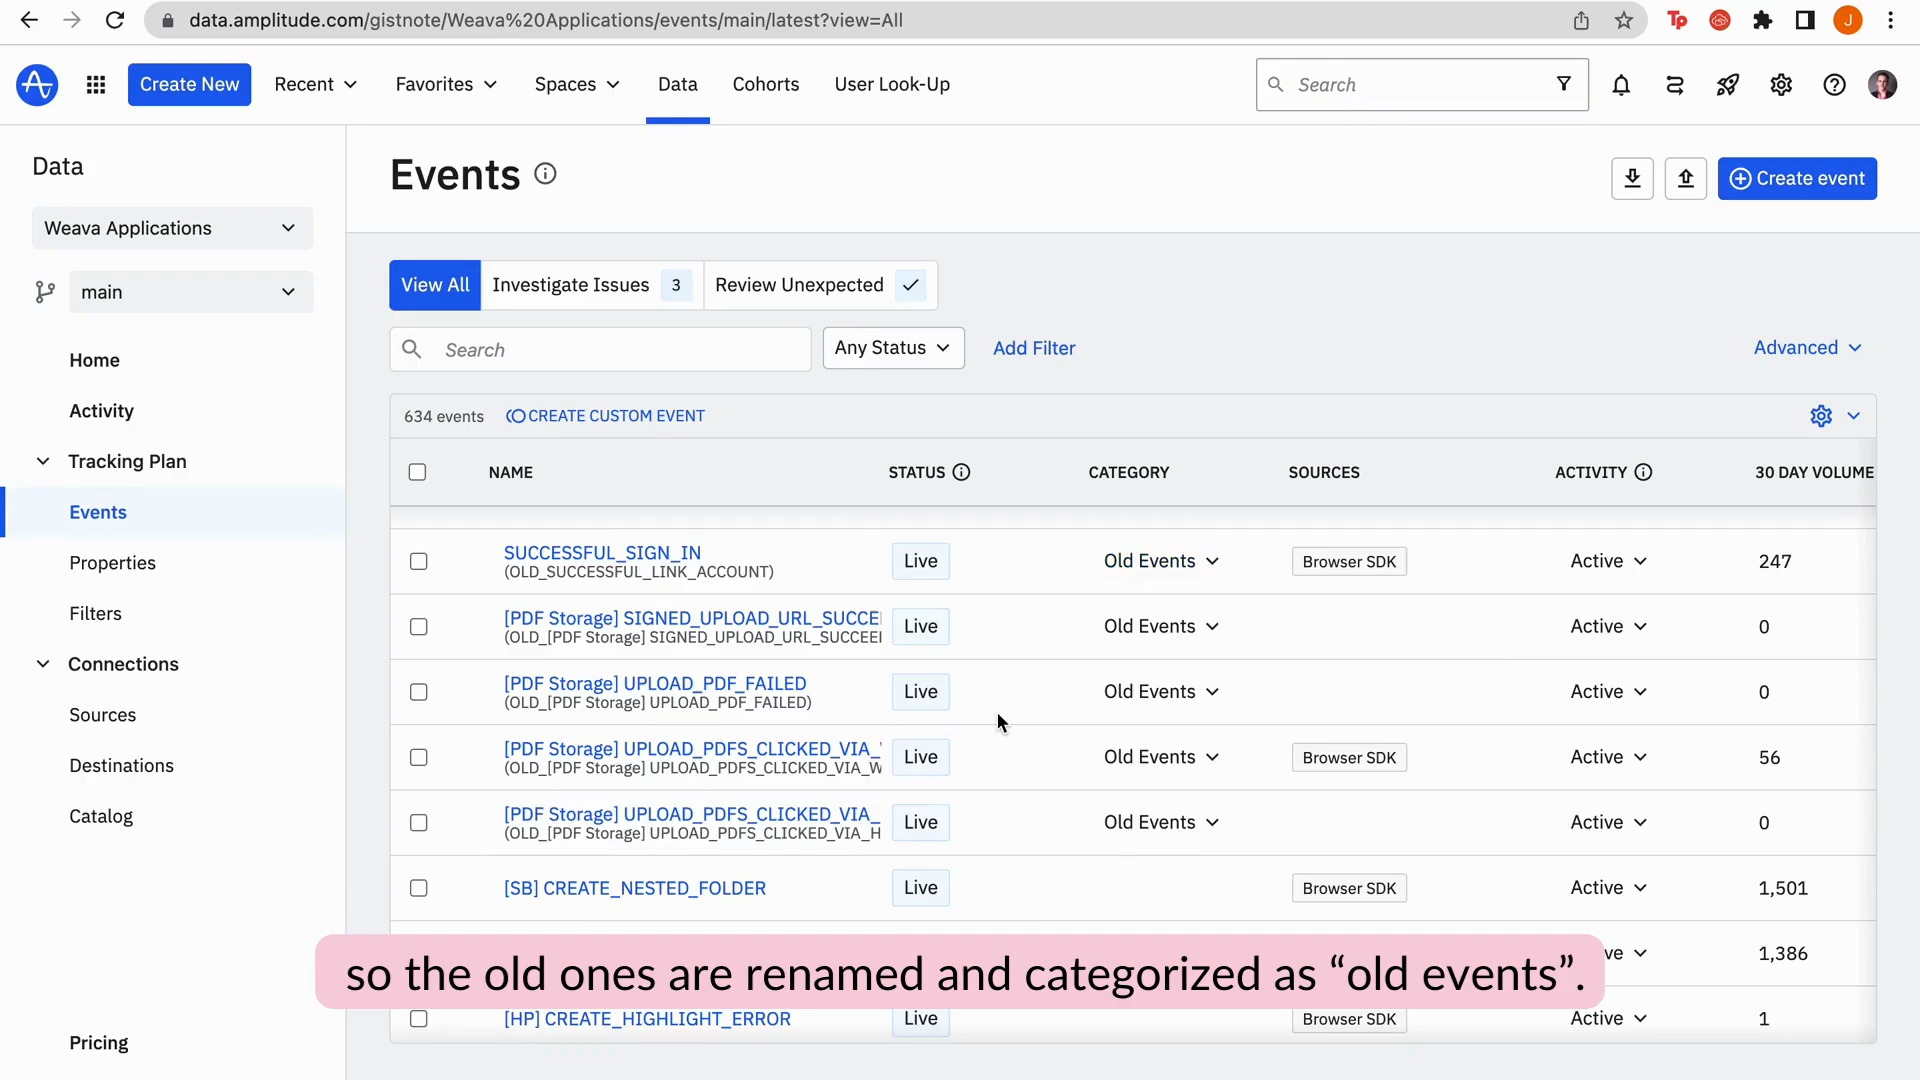 data.amplitude.com/gistnote/Weava%20Applications/events/main/latest?view=All
Tp
J
Create New
Recent
Favorites
Spaces
Data
Cohorts
User Look-Up
Search
Data
Weava Applications
main
Home
Activity
Tracking Plan
Events
Properties
Filters
Connections
Sources
Destinations
Catalog
Pricing
Events
Create event
View All
Investigate Issues 3
Review Unexpected
Search
Any Status
Add Filter
Advanced
634 events
CREATE CUSTOM EVENT
NAME STATUS CATEGORY SOURCES ACTIVITY 30 DAY VOLUME
SUCCESSFUL_SIGN_IN
(OLD_SUCCESSFUL_LINK_ACCOUNT)
Live Old Events Browser SDK Active 247
[PDF Storage] SIGNED_UPLOAD_URL_SUCCE
(OLD_[PDF Storage] SIGNED_UPLOAD_URL_SUCCEE
Live Old Events Active 0
[PDF Storage] UPLOAD_PDF_FAILED
(OLD_[PDF Storage] UPLOAD_PDF_FAILED)
Live Old Events Active 0
[PDF Storage] UPLOAD_PDFS_CLICKED_VIA_
(OLD_[PDF Storage] UPLOAD_PDFS_CLICKED_VIA_W
Live Old Events Browser SDK Active 56
[PDF Storage] UPLOAD_PDFS_CLICKED_VIA_
(OLD_[PDF Storage] UPLOAD_PDFS_CLICKED_VIA_H
Live Old Events Active 0
[SB] CREATE_NESTED_FOLDER Live Browser SDK Active 1,501
ve 1,386
so the old ones are renamed and categorized as “old events”.
[HP] CREATE_HIGHLIGHT_ERROR Live Browser SDK Active 1